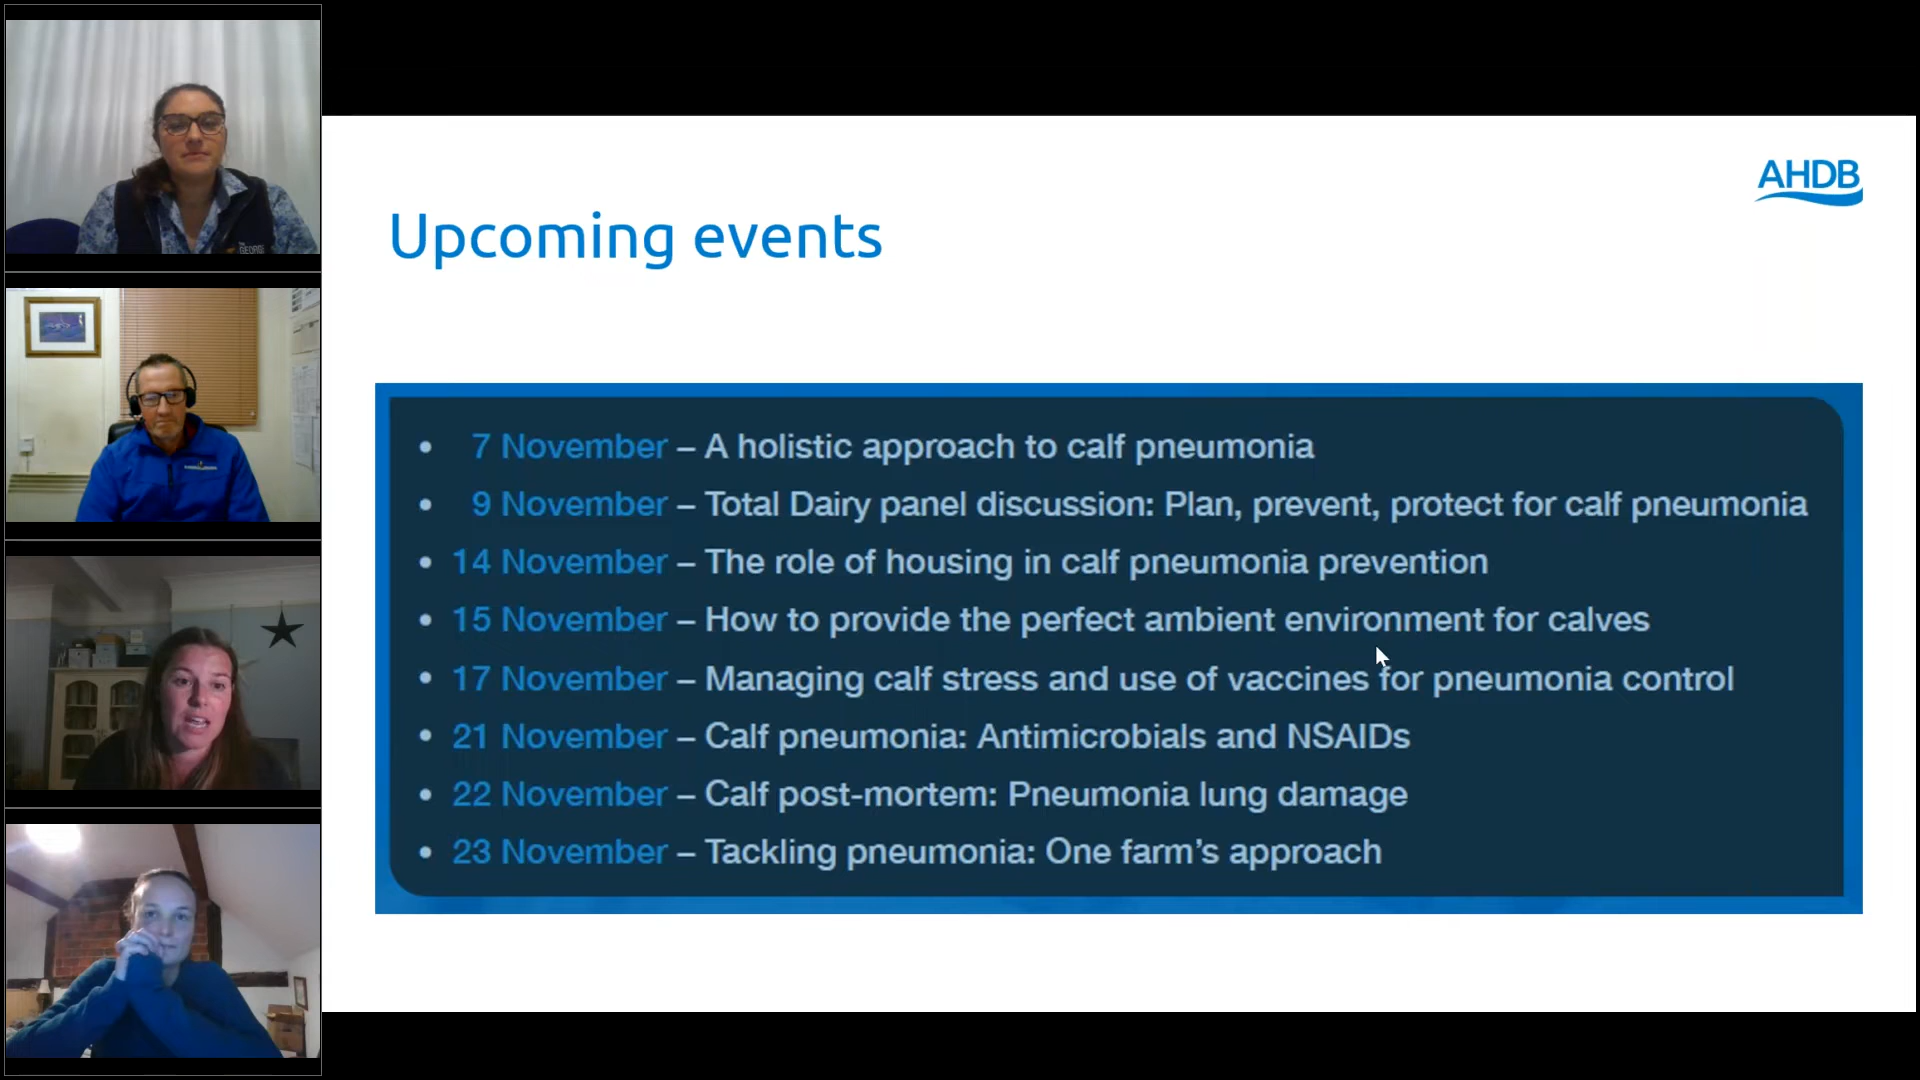 AHDB
Upcoming events
• 7 November – A holistic approach to calf pneumonia
• 9 November – Total Dairy panel discussion: Plan, prevent, protect for calf pneumonia
• 14 November – The role of housing in calf pneumonia prevention
• 15 November – How to provide the perfect ambient environment for calves
• 17 November – Managing calf stress and use of vaccines for pneumonia control
• 21 November – Calf pneumonia: Antimicrobials and NSAIDs
• 22 November – Calf post-mortem: Pneumonia lung damage
• 23 November – Tackling pneumonia: One farm’s approach